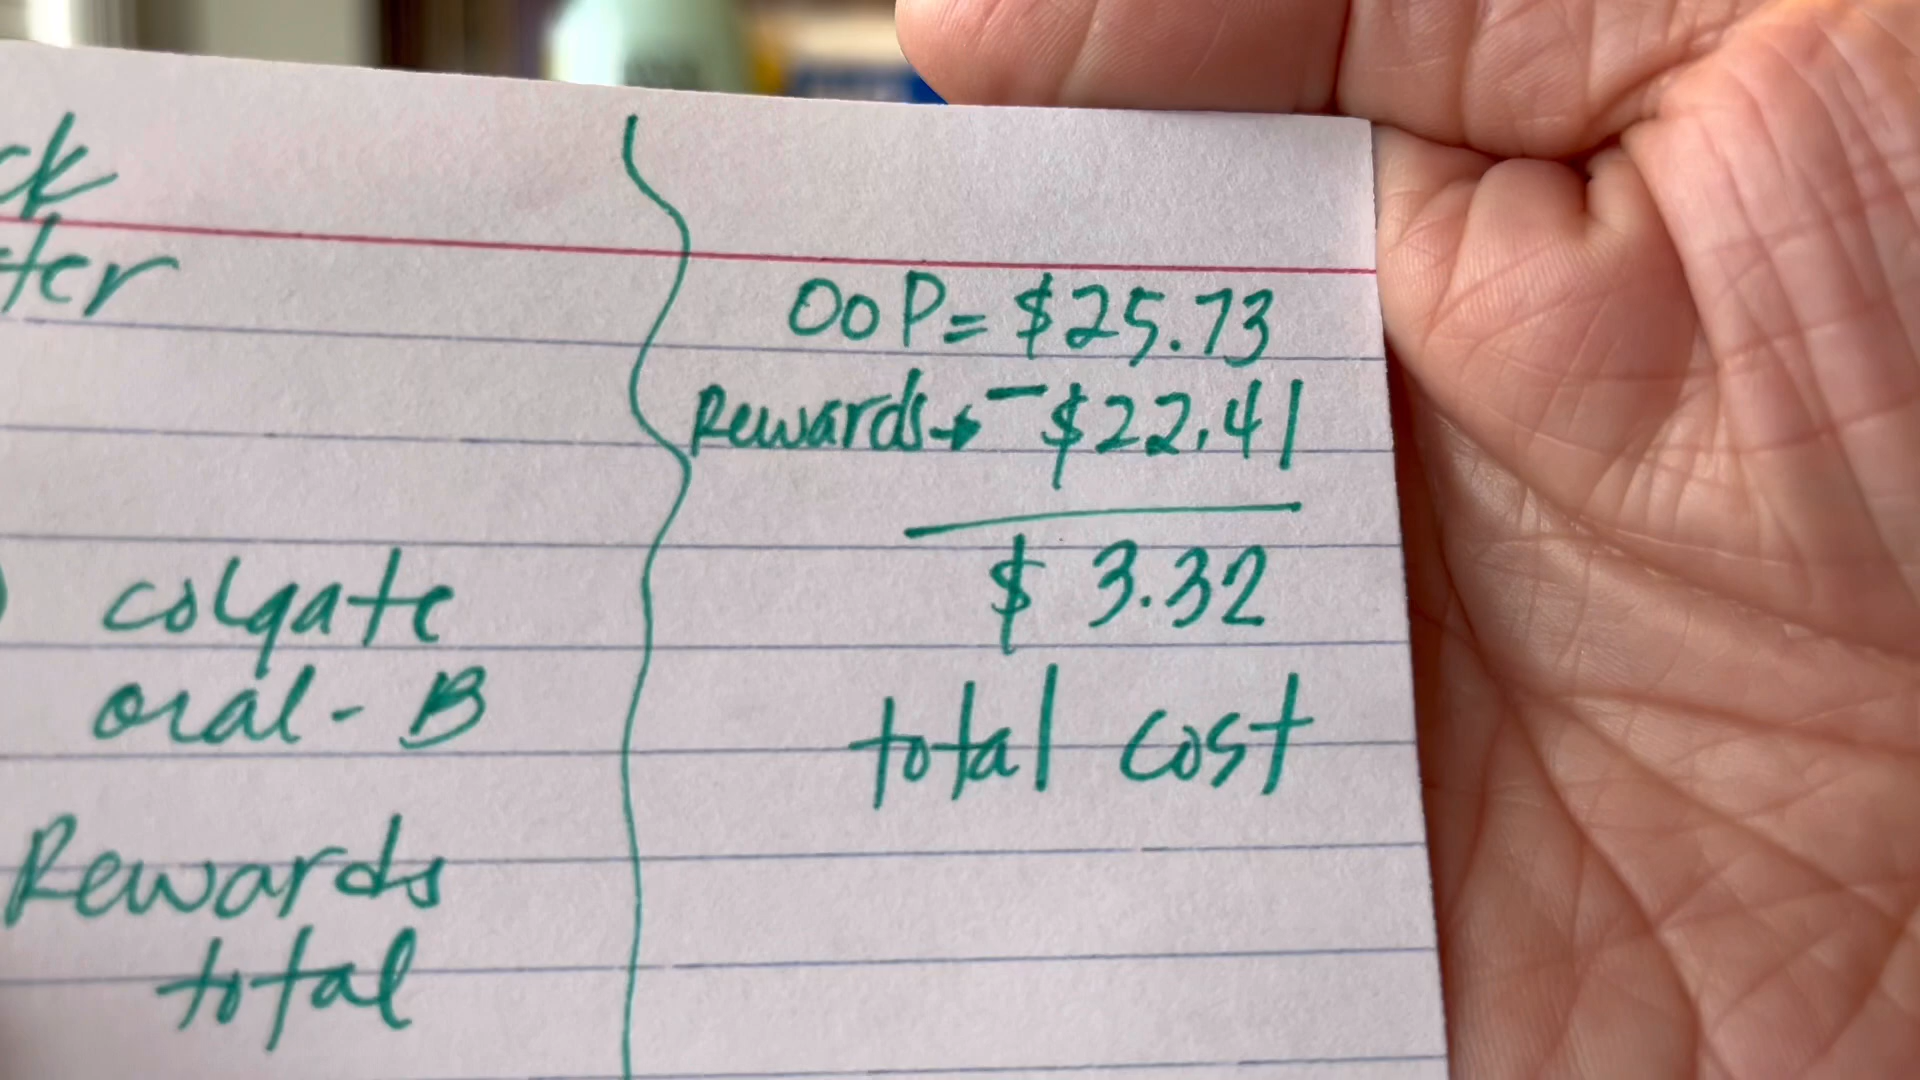 ck
ter
colgate
oral-B
Rewards
total
OOP= $25.73
Rewards→ -$22.41
$ 3.32
total cost